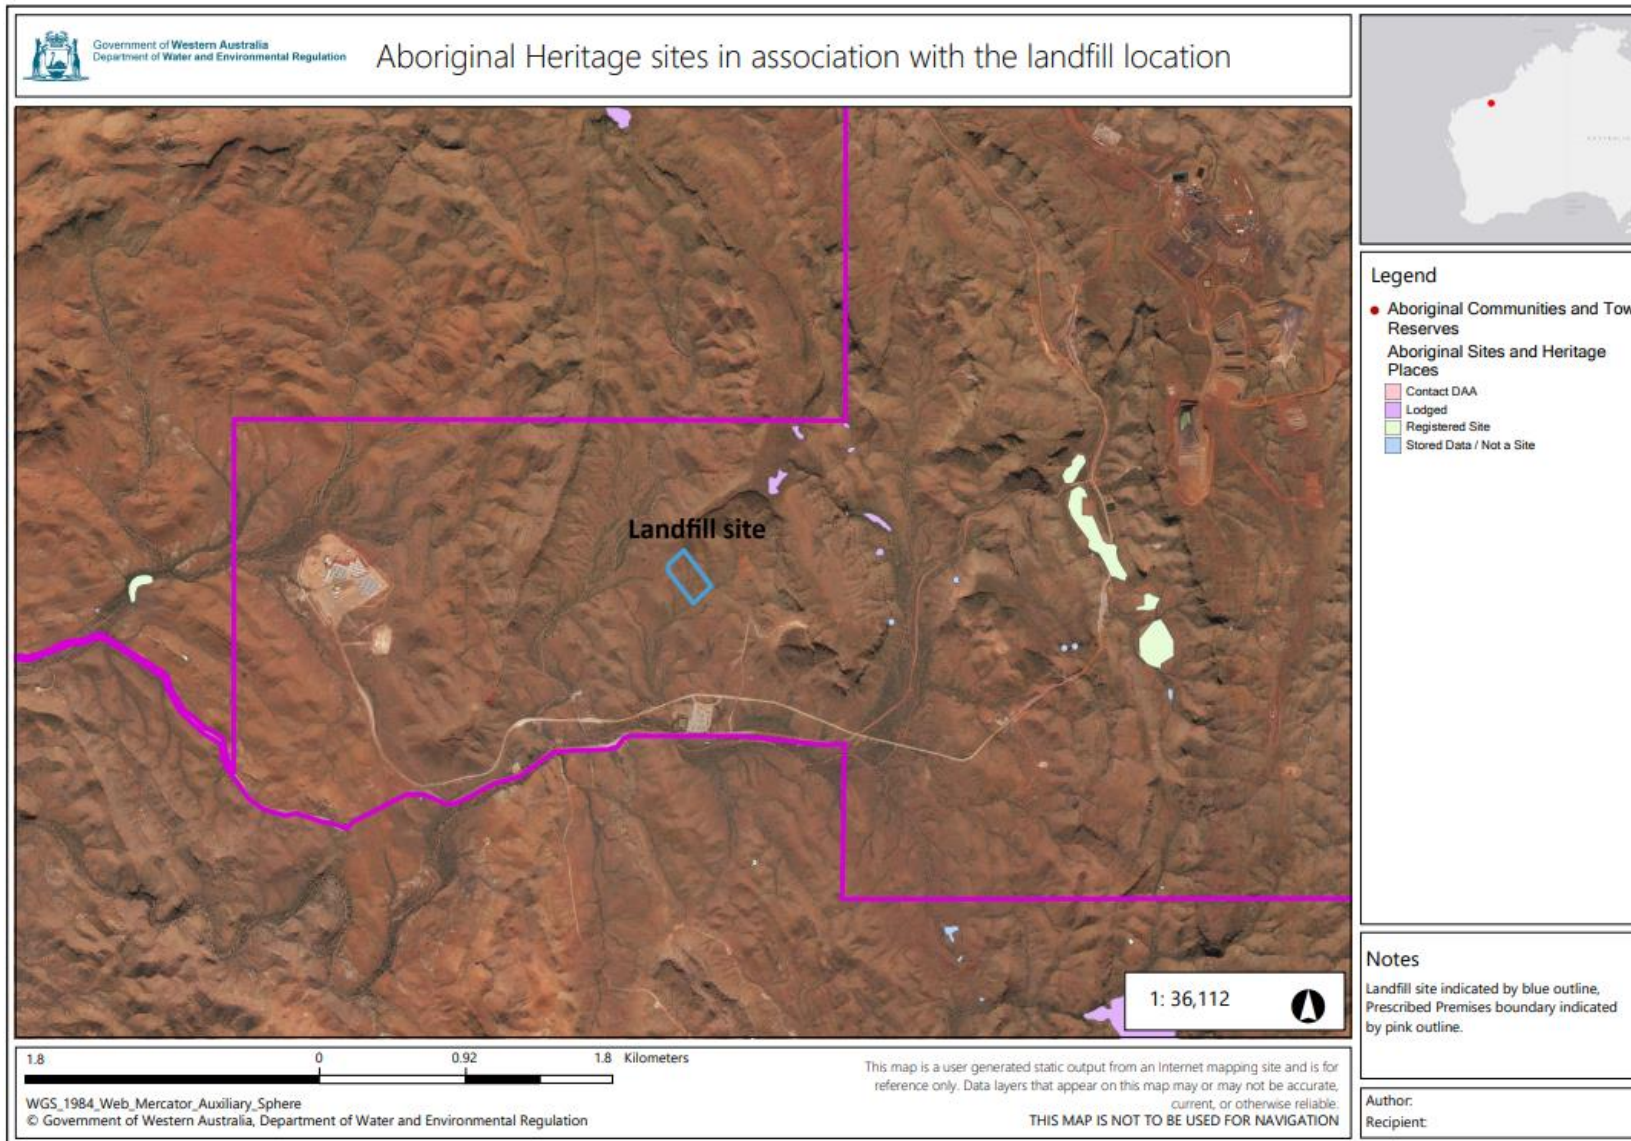 Government of Western Australia
Department of Water and Environmental Regulation
Aboriginal Heritage sites in association with the landfill location
Landfill site
1: 36,112
Legend
Aboriginal Communities and Tow
Reserves
Aboriginal Sites and Heritage
Places
Contact DAA
Lodged
Registered Site
Stored Data / Not a Site
Notes
Landfill site indicated by blue outline,
Prescribed Premises boundary indicated
by pink outline.
1.8 0 0.92 1.8 Kilometers
WGS_1984_Web_Mercator_Auxiliary_Sphere
© Government of Western Australia, Department of Water and Environmental Regulation
This map is a user generated static output from an Internet mapping site and is for
reference only. Data layers that appear on this map may or may not be accurate,
current, or otherwise reliable.
THIS MAP IS NOT TO BE USED FOR NAVIGATION
Author:
Recipient: